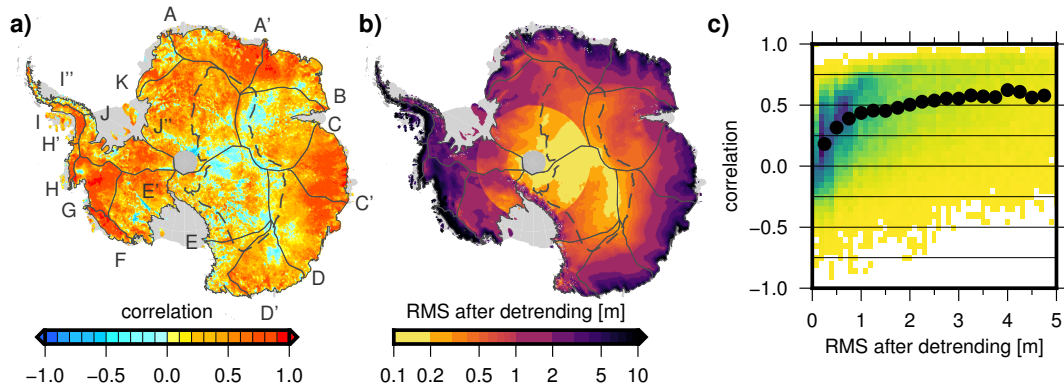 a)
A
A'
K
B
I''
J
C
I
J''
H'
H
E'
C'
G
F
E
D
D'
correlation
−1.0 −0.5 0.0 0.5 1.0
b)
RMS after detrending [m]
0.1 0.2 0.5 1 2 5 10
c)
1.0
0.5
0.0
−0.5
−1.0
correlation
0 1 2 3 4 5
RMS after detrending [m]